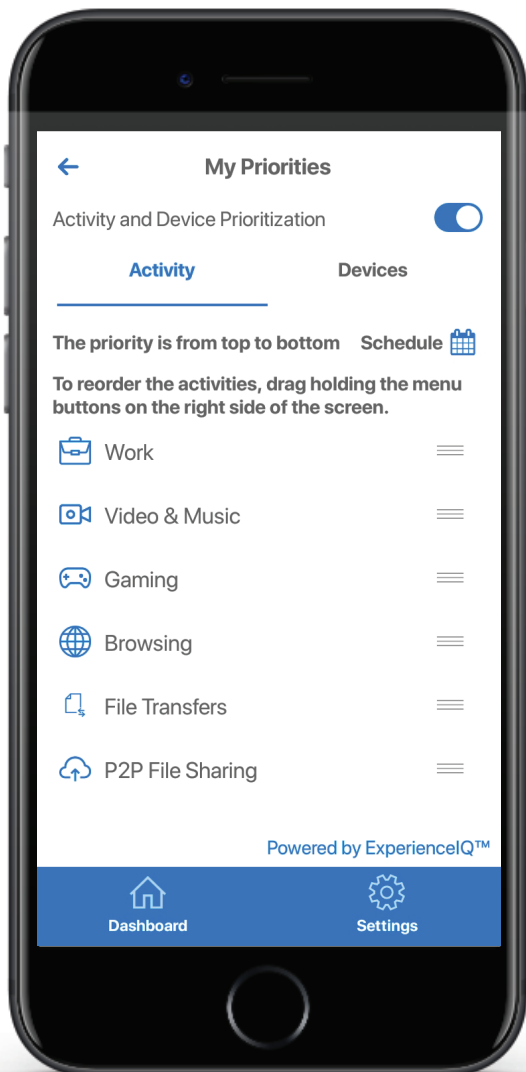 My Priorities
Activity and Device Prioritization
Activity Devices
The priority is from top to bottom Schedule
To reorder the activities, drag holding the menu
buttons on the right side of the screen.
Work
Video & Music
Gaming
Browsing
File Transfers
P2P File Sharing
Powered by ExperienceIQ™
Dashboard Settings